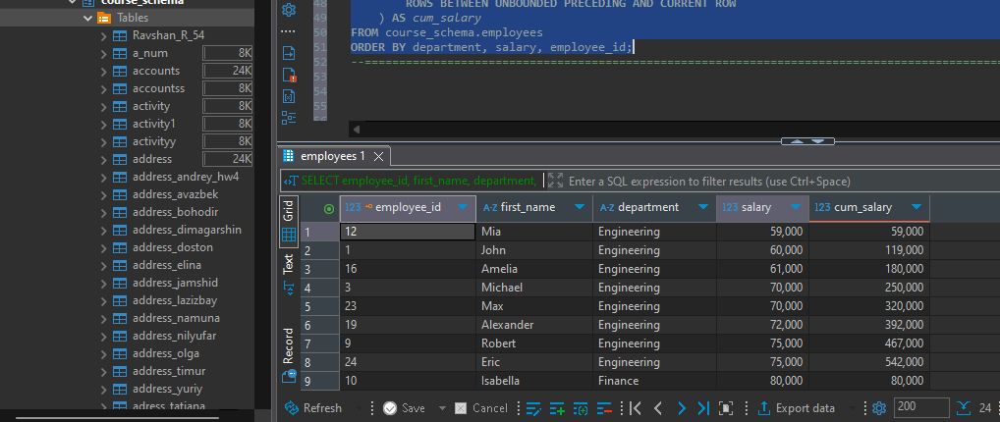 course_schema
Tables
Ravshan_R_54
a_num 8K
accounts 24K
accountss 8K
activity 8K
activity1 8K
activityy 8K
address 24K
address_andrey_hw4
address_avazbek
address_bohodir
address_dimagarshin
address_doston
address_elina
address_jamshid
address_lazizbay
address_namuna
address_nilyufar
address_olga
address_timur
address_yuriy
adress_tatiana
48 ROWS BETWEEN UNBOUNDED PRECEDING AND CURRENT ROW
49 ) AS cum_salary
50 FROM course_schema.employees
51 ORDER BY department, salary, employee_id;
52 --==========================================================================
53
54
55
56
employees 1
SELECT employee_id, first_name, department, Enter a SQL expression to filter results (use Ctrl+Space)
Grid
Text
Record
123 employee_id A-Z first_name A-Z department 123 salary 123 cum_salary
1 12 Mia Engineering 59,000 59,000
2 1 John Engineering 60,000 119,000
3 16 Amelia Engineering 61,000 180,000
4 3 Michael Engineering 70,000 250,000
5 23 Max Engineering 70,000 320,000
6 19 Alexander Engineering 72,000 392,000
7 9 Robert Engineering 75,000 467,000
8 24 Eric Engineering 75,000 542,000
9 10 Isabella Finance 80,000 80,000
Refresh Save Cancel Export data 200 24